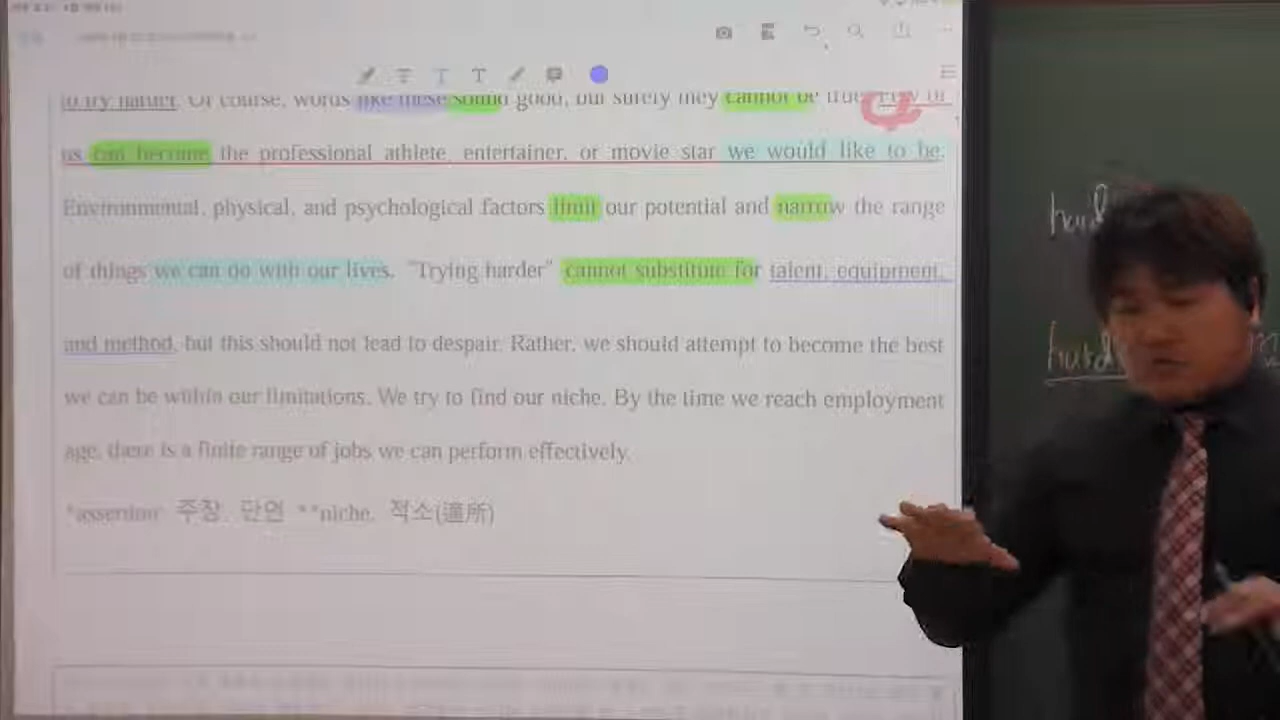 to try harder. Of course, words like these sound good, but surely they cannot be true. Few of
us can become the professional athlete, entertainer, or movie star we would like to be.
Environmental, physical, and psychological factors limit our potential and narrow the range
of things we can do with our lives. "Trying harder" cannot substitute for talent, equipment,
and method, but this should not lead to despair. Rather, we should attempt to become the best
we can be within our limitations. We try to find our niche. By the time we reach employment
age, there is a finite range of jobs we can perform effectively.
*assertion: 주장, 단언 **niche: 적소(適所)
hard
hard